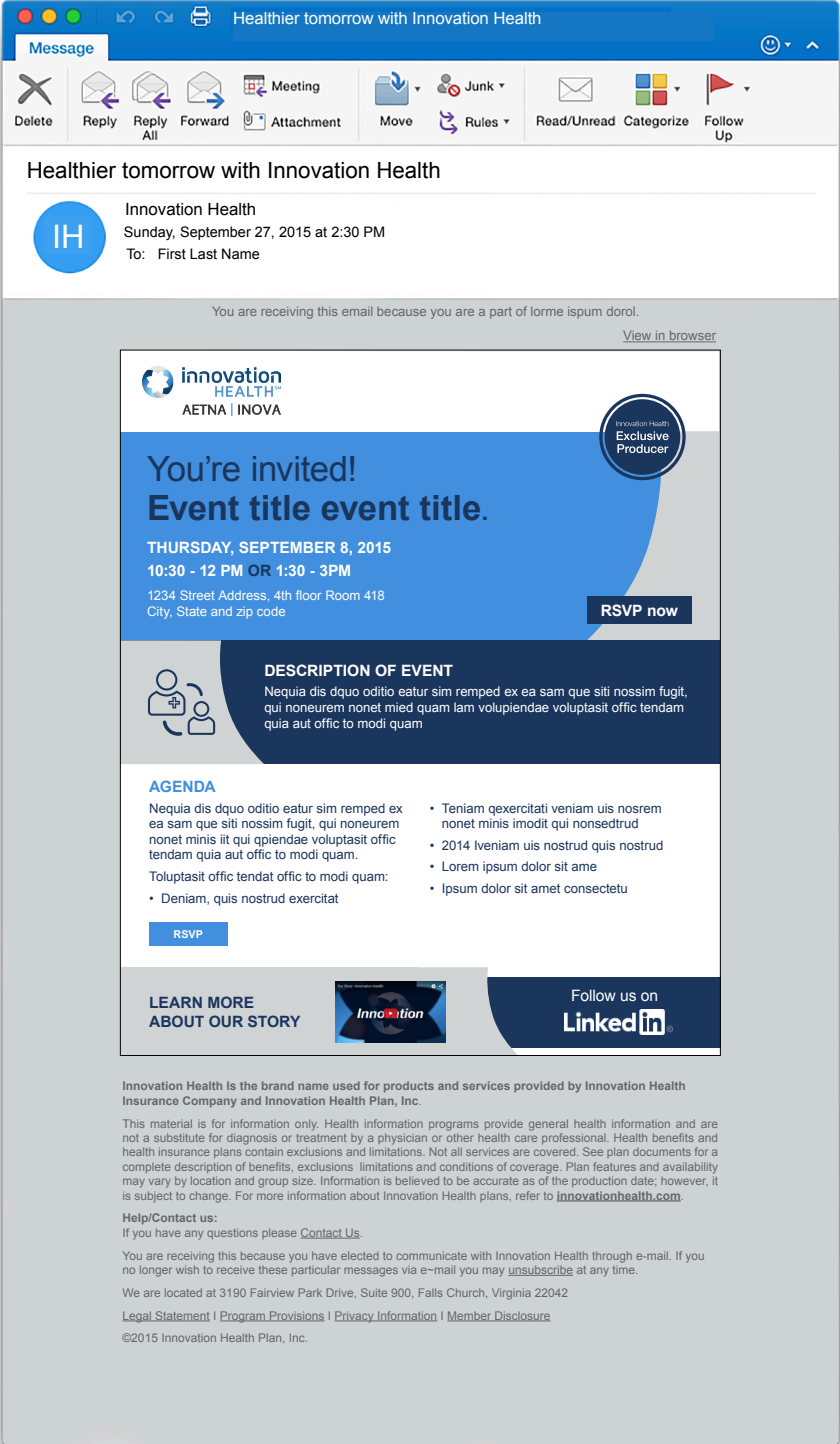 Healthier tomorrow with Innovation Health
Message
Delete
Reply
Reply All
Forward
Meeting
Attachment
Move
Junk
Rules
Read/Unread
Categorize
Follow Up
Healthier tomorrow with Innovation Health
IH
Innovation Health
Sunday, September 27, 2015 at 2:30 PM
To: First Last Name
You are receiving this email because you are a part of lorme ispum dorol.
View in browser
innovation
HEALTH℠
AETNA | INOVA
Innovation Health
Exclusive
Producer
You're invited!
Event title event title.
THURSDAY, SEPTEMBER 8, 2015
10:30 - 12 PM OR 1:30 - 3PM
1234 Street Address, 4th floor Room 418
City, State and zip code
RSVP now
DESCRIPTION OF EVENT
Nequia dis dquo oditio eatur sim remped ex ea sam que siti nossim fugit,
qui noneurem nonet mied quam lam volupiendae voluptasit offic tendam
quia aut offic to modi quam
AGENDA
Nequia dis dquo oditio eatur sim remped ex
ea sam que siti nossim fugit, qui noneurem
nonet minis iit qui qpiendae voluptasit offic
tendam quia aut offic to modi quam.
Toluptasit offic tendat offic to modi quam:
• Deniam, quis nostrud exercitat
• Teniam qexercitati veniam uis nosrem
nonet minis imodit qui nonsedtrud
• 2014 Iveniam uis nostrud quis nostrud
• Lorem ipsum dolor sit ame
• Ipsum dolor sit amet consectetu
RSVP
LEARN MORE
ABOUT OUR STORY
Our Story - Innovation Health
Innovation
Follow us on
Linked in®
Innovation Health Is the brand name used for products and services provided by Innovation Health
Insurance Company and Innovation Health Plan, Inc.
This material is for information only. Health information programs provide general health information and are
not a substitute for diagnosis or treatment by a physician or other health care professional. Health benefits and
health insurance plans contain exclusions and limitations. Not all services are covered. See plan documents for a
complete description of benefits, exclusions limitations and conditions of coverage. Plan features and availability
may vary by location and group size. Information is believed to be accurate as of the production date; however, it
is subject to change. For more information about Innovation Health plans, refer to innovationhealth.com.
Help/Contact us:
If you have any questions please Contact Us.
You are receiving this because you have elected to communicate with Innovation Health through e-mail. If you
no longer wish to receive these particular messages via e~mail you may unsubscribe at any time.
We are located at 3190 Fairview Park Drive, Suite 900, Falls Church, Virginia 22042
Legal Statement I Program Provisions I Privacy Information I Member Disclosure
©2015 Innovation Health Plan, Inc.